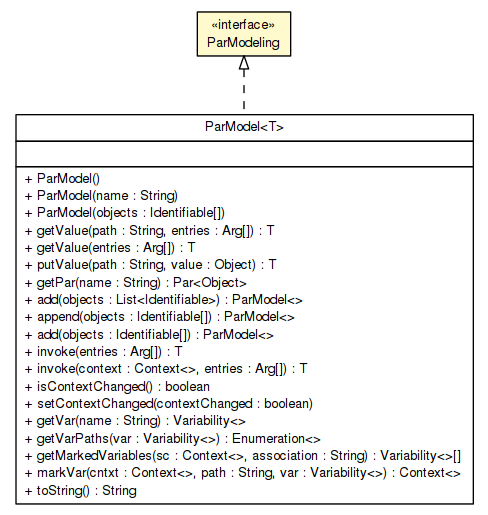 «interface»
ParModeling
ParModel<T>
+ ParModel()
+ ParModel(name : String)
+ ParModel(objects : Identifiable[])
+ getValue(path : String, entries : Arg[]) : T
+ getValue(entries : Arg[]) : T
+ putValue(path : String, value : Object) : T
+ getPar(name : String) : Par<Object>
+ add(objects : List<Identifiable>) : ParModel<>
+ append(objects : Identifiable[]) : ParModel<>
+ add(objects : Identifiable[]) : ParModel<>
+ invoke(entries : Arg[]) : T
+ invoke(context : Context<>, entries : Arg[]) : T
+ isContextChanged() : boolean
+ setContextChanged(contextChanged : boolean)
+ getVar(name : String) : Variability<>
+ getVarPaths(var : Variability<>) : Enumeration<>
+ getMarkedVariables(sc : Context<>, association : String) : Variability<>[]
+ markVar(cntxt : Context<>, path : String, var : Variability<>) : Context<>
+ toString() : String